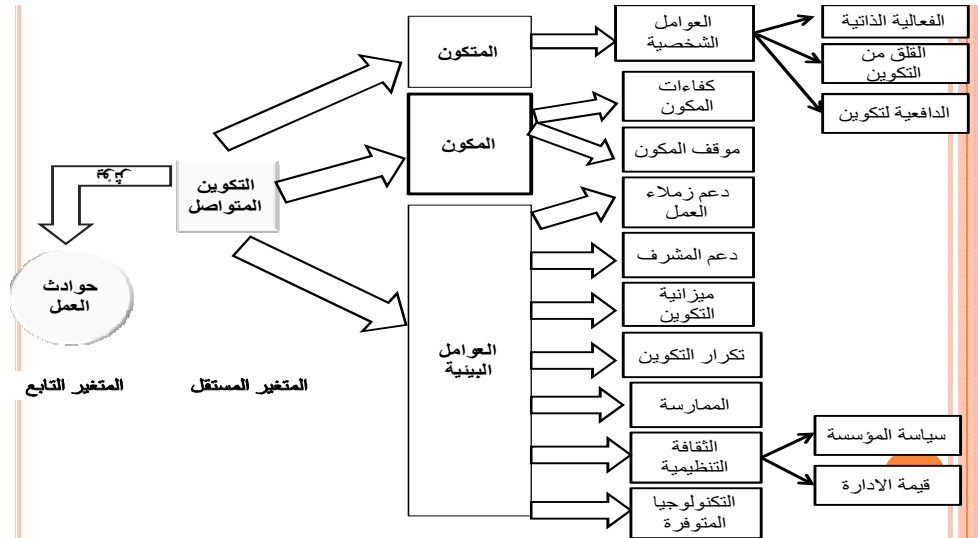 الفعالية الذاتية
القلق من
التكوين
الدافعية لتكوين
العوامل
الشخصية
كفاءات
المكون
موقف المكون
دعم زملاء
العمل
دعم المشرف
ميزانية
التكوين
تكرار التكوين
الممارسة
الثقافة
التنظيمية
التكنولوجيا
المتوفرة
سياسة المؤسسة
قيمة الادارة
المتكون
المكون
العوامل
البيئية
التكوين
المتواصل
يؤثر
حوادث
العمل
المتغير المستقل
المتغير التابع